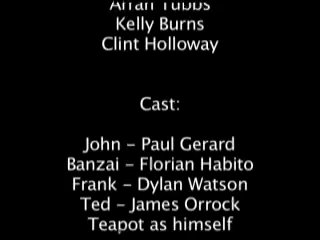 Arfan Tubbs
Kelly Burns
Clint Holloway
Cast:
John - Paul Gerard
Banzai - Florian Habito
Frank - Dylan Watson
Ted - James Orrock
Teapot as himself